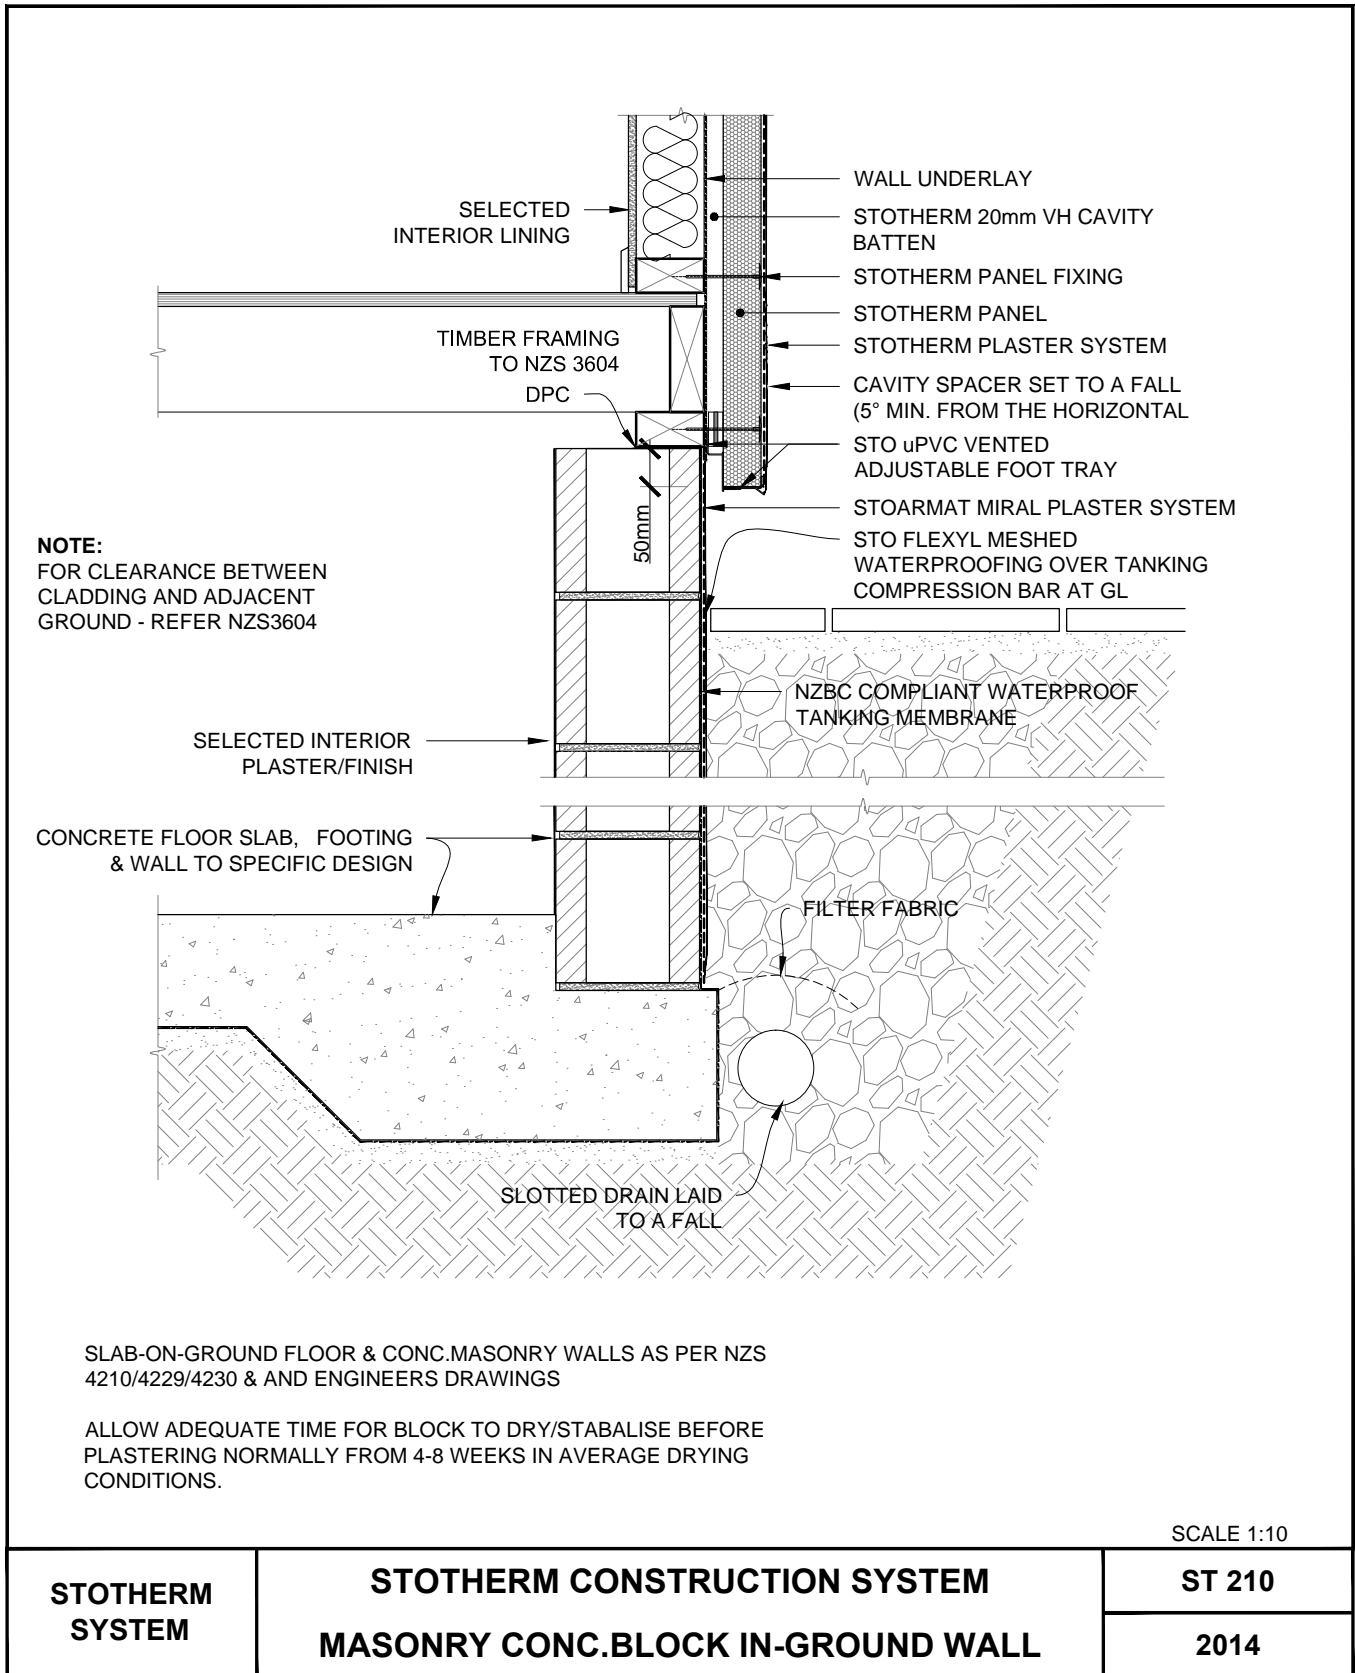 WALL UNDERLAY
STOTHERM 20mm VH CAVITY
BATTEN
STOTHERM PANEL FIXING
STOTHERM PANEL
STOTHERM PLASTER SYSTEM
CAVITY SPACER SET TO A FALL
(5° MIN. FROM THE HORIZONTAL
STO uPVC VENTED
ADJUSTABLE FOOT TRAY
STOARMAT MIRAL PLASTER SYSTEM
STO FLEXYL MESHED
WATERPROOFING OVER TANKING
COMPRESSION BAR AT GL
SELECTED
INTERIOR LINING
TIMBER FRAMING
TO NZS 3604
DPC
50mm
NOTE:
FOR CLEARANCE BETWEEN
CLADDING AND ADJACENT
GROUND - REFER NZS3604
NZBC COMPLIANT WATERPROOF
TANKING MEMBRANE
SELECTED INTERIOR
PLASTER/FINISH
CONCRETE FLOOR SLAB, FOOTING
& WALL TO SPECIFIC DESIGN
FILTER FABRIC
SLOTTED DRAIN LAID
TO A FALL
SLAB-ON-GROUND FLOOR & CONC.MASONRY WALLS AS PER NZS
4210/4229/4230 & AND ENGINEERS DRAWINGS
ALLOW ADEQUATE TIME FOR BLOCK TO DRY/STABALISE BEFORE
PLASTERING NORMALLY FROM 4-8 WEEKS IN AVERAGE DRYING
CONDITIONS.
SCALE 1:10
STOTHERM
SYSTEM
STOTHERM CONSTRUCTION SYSTEM
MASONRY CONC.BLOCK IN-GROUND WALL
ST 210
2014